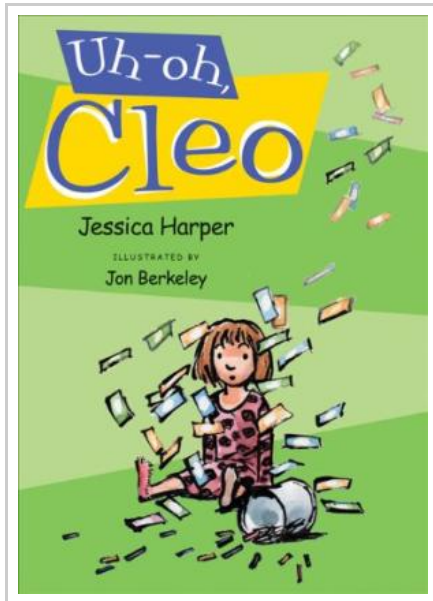 Uh-oh,
Cleo
Jessica Harper
ILLUSTRATED BY
Jon Berkeley